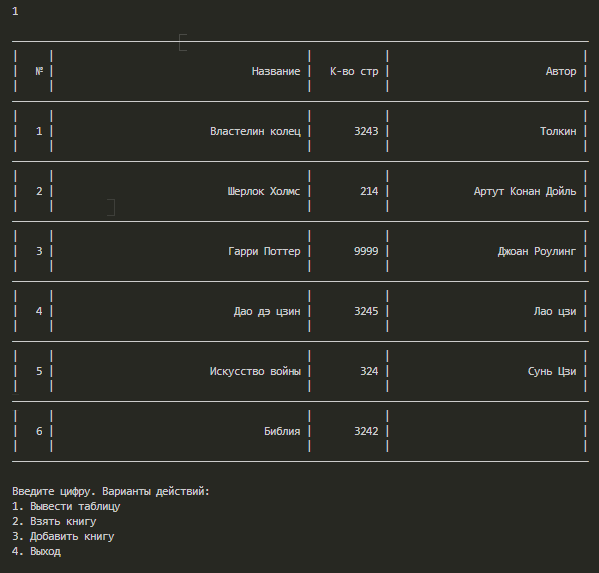 1
№ Название К-во стр Автор
1 Властелин колец 3243 Толкин
2 Шерлок Холмс 214 Артут Конан Дойль
3 Гарри Поттер 9999 Джоан Роулинг
4 Дао дэ цзин 3245 Лао цзи
5 Искусство войны 324 Сунь Цзи
6 Библия 3242
Введите цифру. Варианты действий:
1. Вывести таблицу
2. Взять книгу
3. Добавить книгу
4. Выход